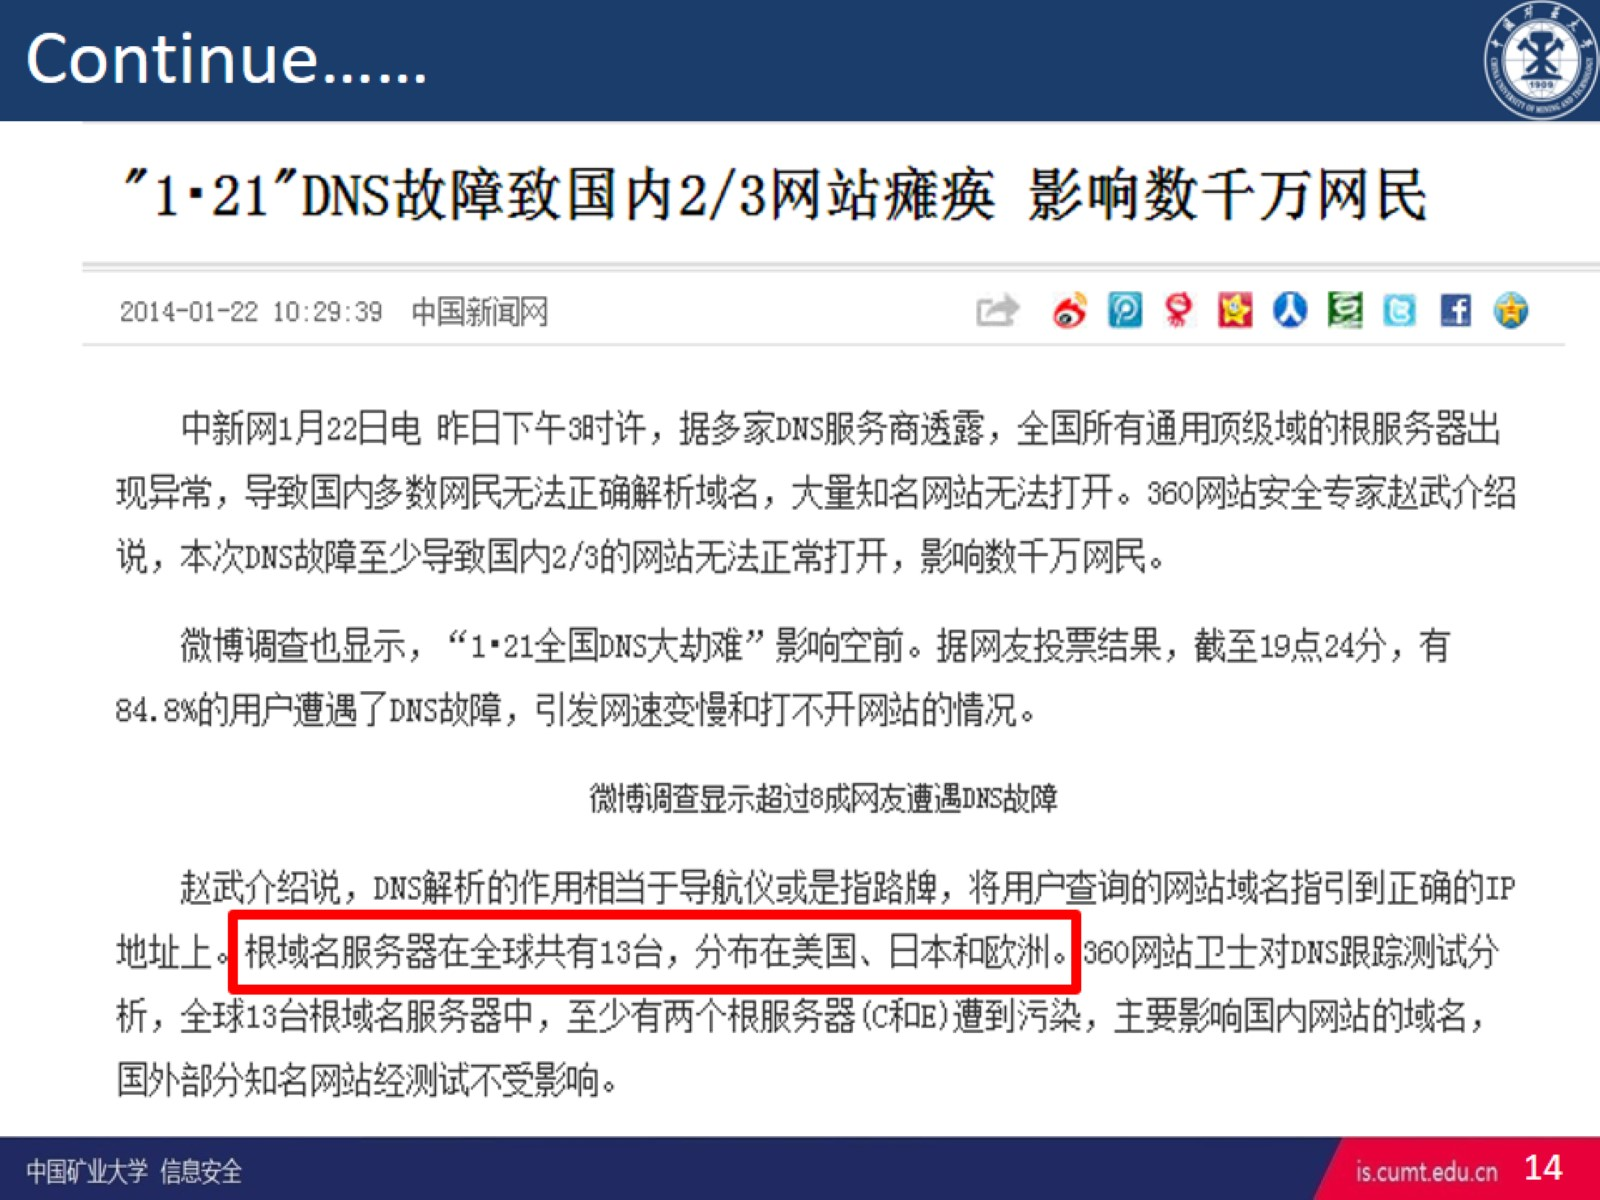 Continue……
"1·21"DNS故障致国内2/3网站瘫痪 影响数千万网民
2014-01-22 10:29:39 中国新闻网
中新网1月22日电 昨日下午3时许，据多家DNS服务商透露，全国所有通用顶级域的根服务器出
现异常，导致国内多数网民无法正确解析域名，大量知名网站无法打开。360网站安全专家赵武介绍
说，本次DNS故障至少导致国内2/3的网站无法正常打开，影响数千万网民。
微博调查也显示，“1·21全国DNS大劫难”影响空前。据网友投票结果，截至19点24分，有
84.8%的用户遭遇了DNS故障，引发网速变慢和打不开网站的情况。
微博调查显示超过8成网友遭遇DNS故障
赵武介绍说，DNS解析的作用相当于导航仪或是指路牌，将用户查询的网站域名指引到正确的IP
地址上。根域名服务器在全球共有13台，分布在美国、日本和欧洲。360网站卫士对DNS跟踪测试分
析，全球13台根域名服务器中，至少有两个根服务器(C和E)遭到污染，主要影响国内网站的域名，
国外部分知名网站经测试不受影响。
中国矿业大学 信息安全
is.cumt.edu.cn 14
中国矿业大学
CHINA UNIVERSITY OF MINING AND TECHNOLOGY
1909